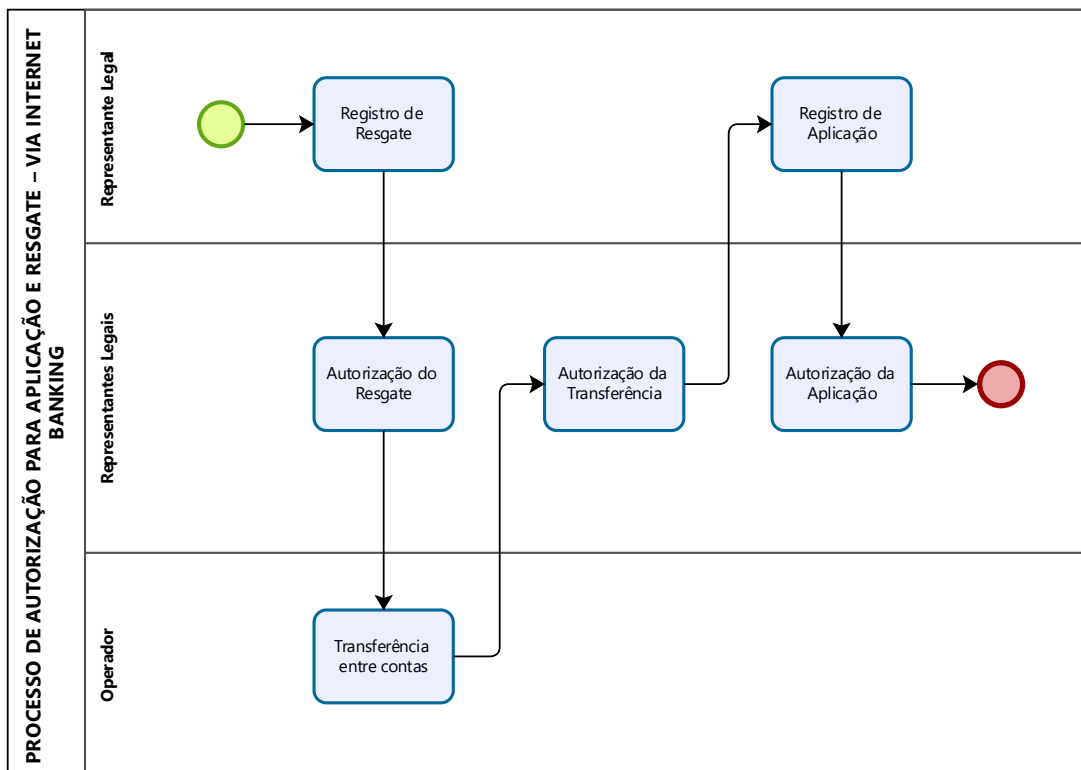 PROCESSO DE AUTORIZAÇÃO PARA APLICAÇÃO E RESGATE – VIA INTERNET
BANKING
Representante Legal
Registro de
Resgate
Registro de
Aplicação
Representantes Legais
Autorização do
Resgate
Autorização da
Transferência
Autorização da
Aplicação
Operador
Transferência
entre contas